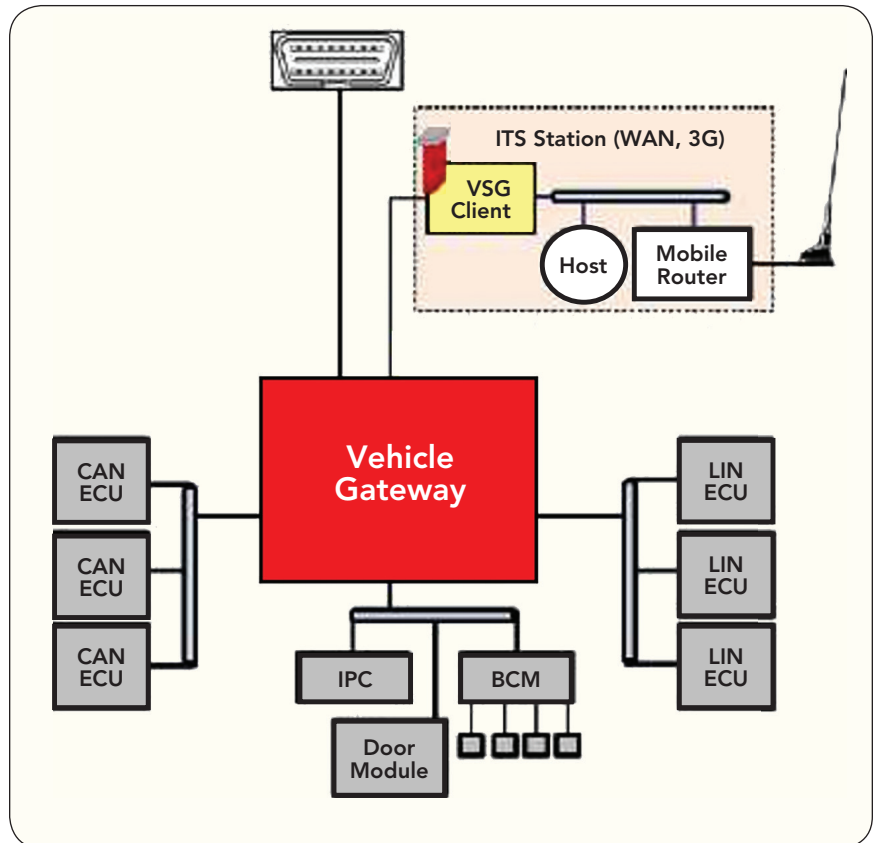 ITS Station (WAN, 3G)
VSG
Client
Host
Mobile
Router
Vehicle
Gateway
CAN
ECU
CAN
ECU
CAN
ECU
LIN
ECU
LIN
ECU
LIN
ECU
IPC
BCM
Door
Module